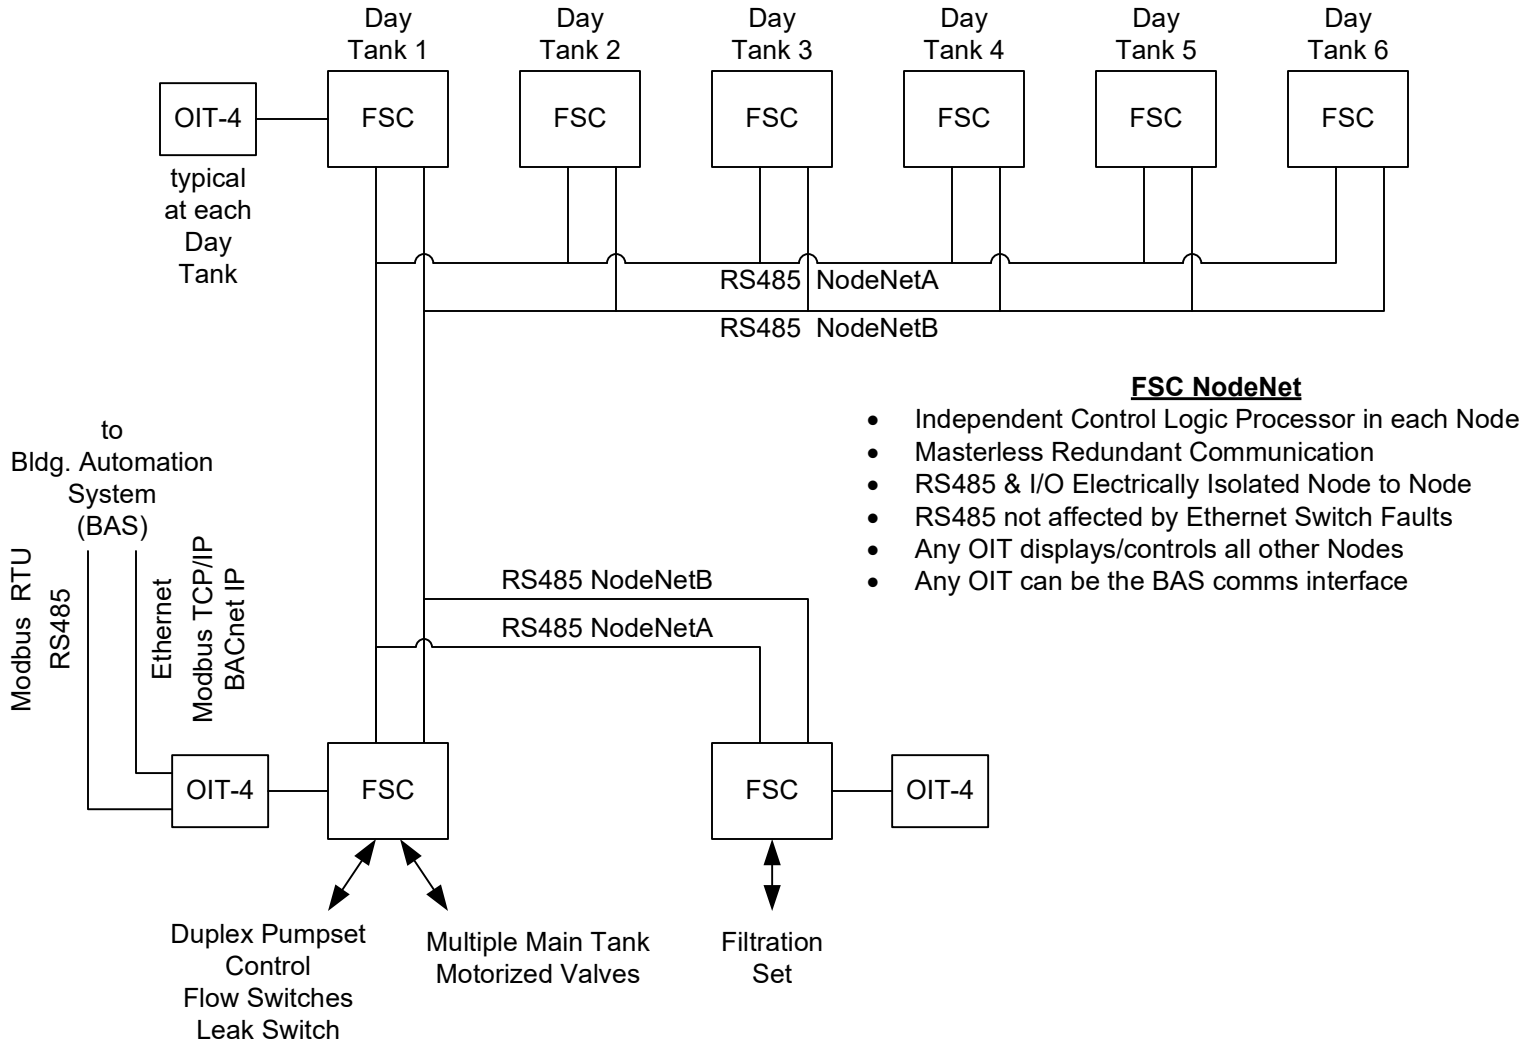 Day
Tank 1
Day
Tank 2
Day
Tank 3
Day
Tank 4
Day
Tank 5
Day
Tank 6
OIT-4
FSC
FSC
FSC
FSC
FSC
FSC
typical
at each
Day
Tank
RS485 NodeNetA
RS485 NodeNetB
FSC NodeNet
• Independent Control Logic Processor in each Node
• Masterless Redundant Communication
• RS485 & I/O Electrically Isolated Node to Node
• RS485 not affected by Ethernet Switch Faults
• Any OIT displays/controls all other Nodes
• Any OIT can be the BAS comms interface
to
Bldg. Automation
System
(BAS)
Modbus RTU
RS485
Ethernet
Modbus TCP/IP
BACnet IP
RS485 NodeNetB
RS485 NodeNetA
OIT-4
FSC
FSC
OIT-4
Duplex Pumpset
Control
Flow Switches
Leak Switch
Multiple Main Tank
Motorized Valves
Filtration
Set